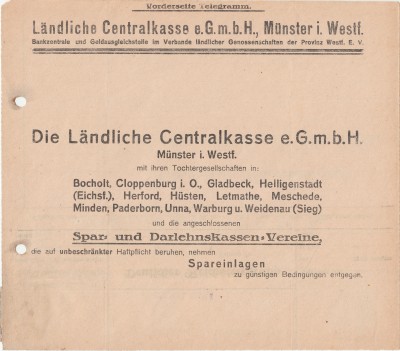 Vorderseite Telegramm.
Ländliche Centralkasse e.G.m.b.H., Münster i. Westf.
Bankzentrale und Geldausgleichstelle im Verbande ländlicher Genossenschaften der Provinz Westf. E. V.
Die Ländliche Centralkasse e.G.m.b.H.
Münster i. Westf.
mit ihren Tochtergesellschaften in:
Bocholt, Cloppenburg i. O., Gladbeck, Heiligenstadt
(Eichsf.), Herford, Hüsten, Letmathe, Meschede,
Minden, Paderborn, Unna, Warburg u. Weidenau (Sieg)
und die angeschlossenen
Spar- und Darlehnskassen-Vereine,
die auf unbeschränkter Haftpflicht beruhen, nehmen
Spareinlagen
zu günstigen Bedingungen entgegen.